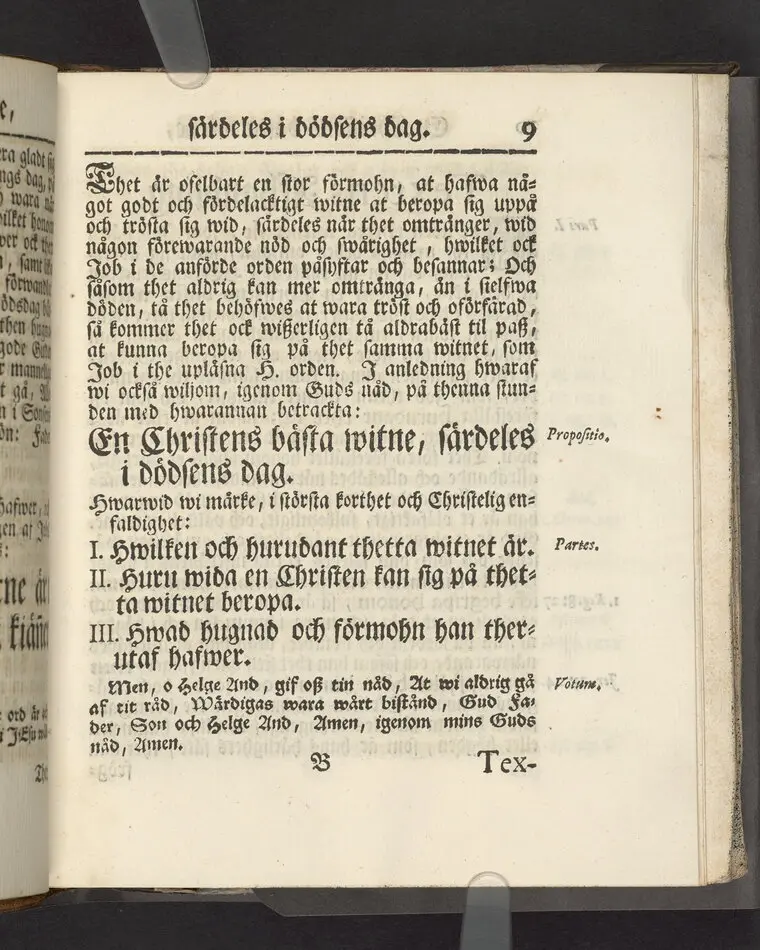 särdeles i dödsens dag. 9
Thet är ofelbart en stor förmohn, at hafwa nå-
got godt och fördelacktigt witne at beropa sig uppå
och trösta sig wid, särdeles när thet omtränger, wid
någon förewarande nöd och swårighet, hwilket ock
Job i de anförde orden påsyftar och besannar; Och
såsom thet aldrig kan mer omtränga, än i sielfwa
döden, tå thet behöfwes at wara tröst och oförfärad,
så kommer thet ock wißerligen tå aldrabäst til paß,
at kunna beropa sig på thet samma witnet, som
Job i the upläsna H. orden. I anledning hwaraf
wi också wiljom, igenom Guds nåd, på thenna stun-
den med hwarannan betrackta:
En Christens bästa witne, särdeles
i dödsens dag.
Propositio.
Hwarwid wi märke, i största korthet och Christelig en-
faldighet:
I. Hwilken och hurudant thetta witnet är.
Partes.
II. Huru wida en Christen kan sig på thet-
ta witnet beropa.
III. Hwad hugnad och förmohn han ther-
utaf hafwer.
Men, o Helge And, gif oß tin nåd, At wi aldrig gå
Votum.
af tit råd, Wärdigas wara wårt bistånd, Gud Fa-
der, Son och Helge And, Amen, igenom mins Guds
nåd, Amen.
B Tex-